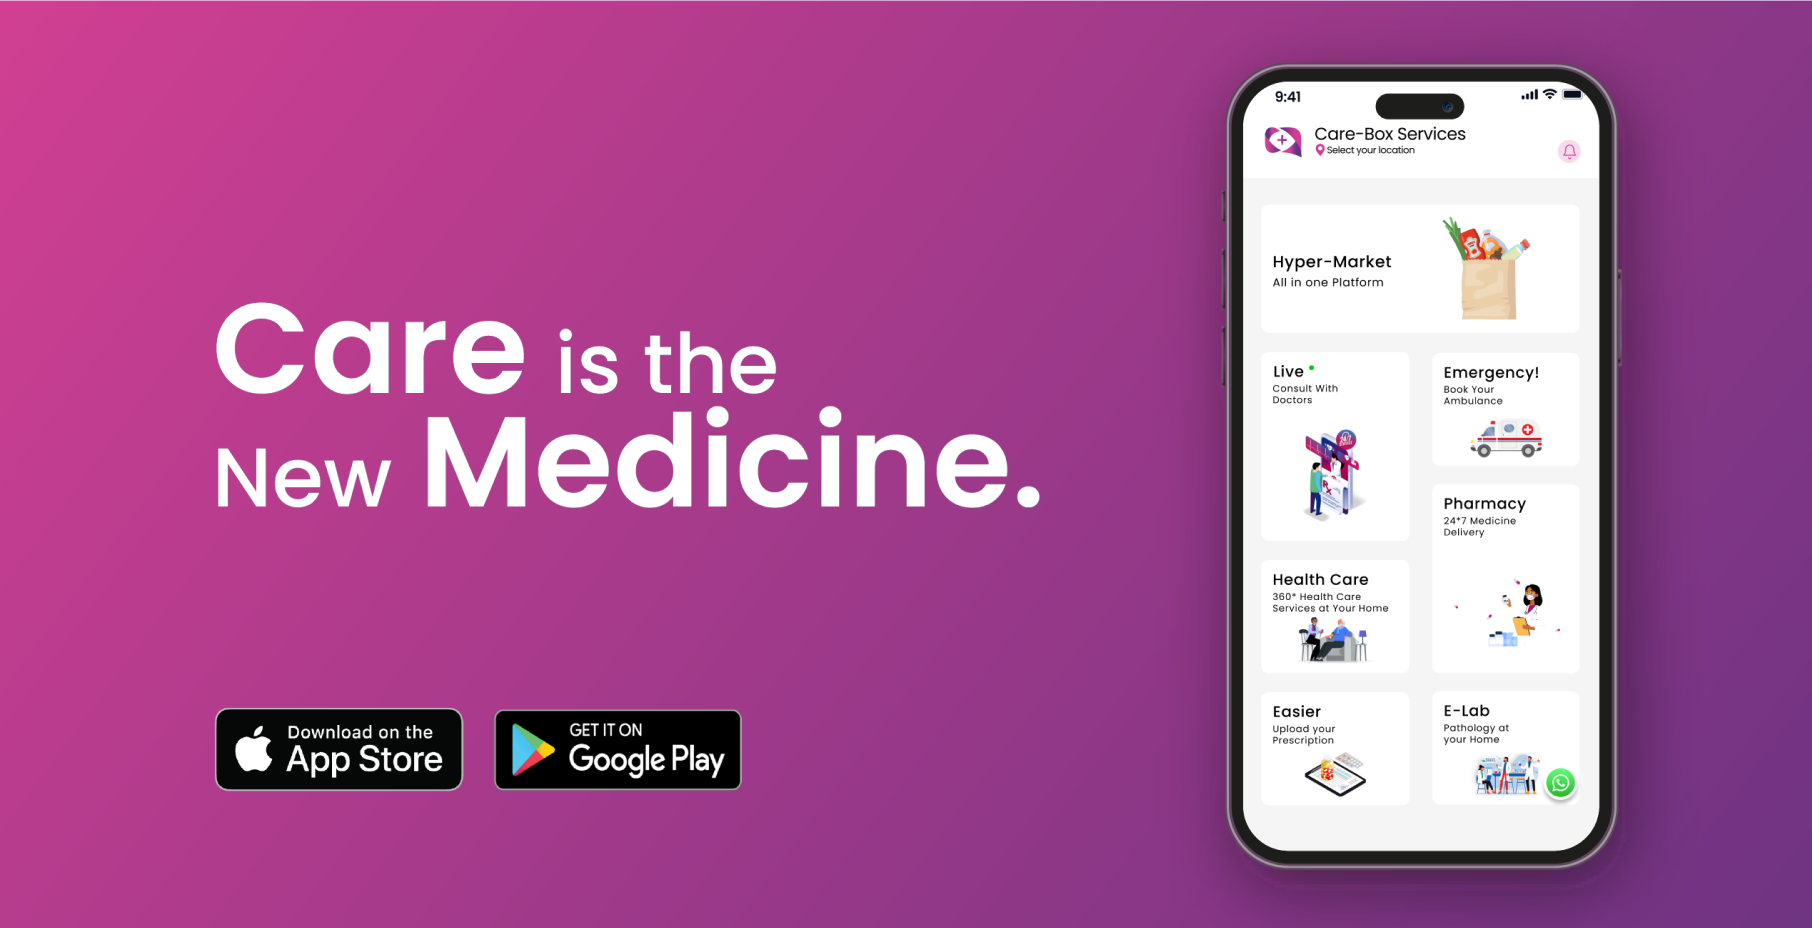 Care is the
New Medicine.
Download on the
App Store
GET IT ON
Google Play
9:41
Care-Box Services
Select your location
Hyper-Market
All in one Platform
Live
Consult With
Doctors
Emergency!
Book Your
Ambulance
Pharmacy
24*7 Medicine
Delivery
Health Care
360* Health Care
Services at Your Home
Easier
Upload your
Prescription
E-Lab
Pathology at
your Home